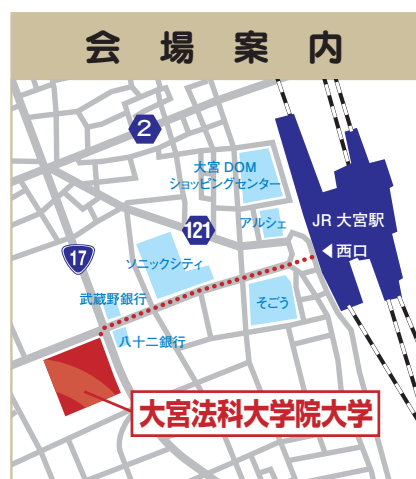 会場案内
2
大宮 DOM
ショッピングセンター
121
アルシェ
JR 大宮駅
◀西口
17
ソニックシティ
武蔵野銀行
そごう
八十二銀行
大宮法科大学院大学